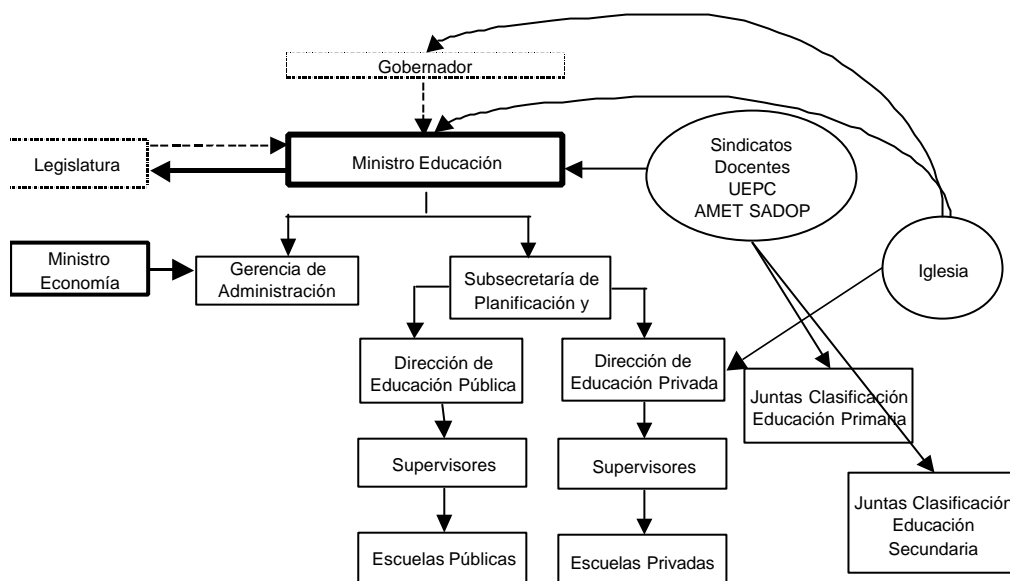 Gobernador
Legislatura
Ministro Educación
Sindicatos
Docentes
UEPC
AMET SADOP
Ministro
Economía
Gerencia de
Administración
Subsecretaría de
Planificación y
Iglesia
Dirección de
Educación Pública
Dirección de
Educación Privada
Juntas Clasificación
Educación Primaria
Supervisores
Supervisores
Juntas Clasificación
Educación
Secundaria
Escuelas Públicas
Escuelas Privadas